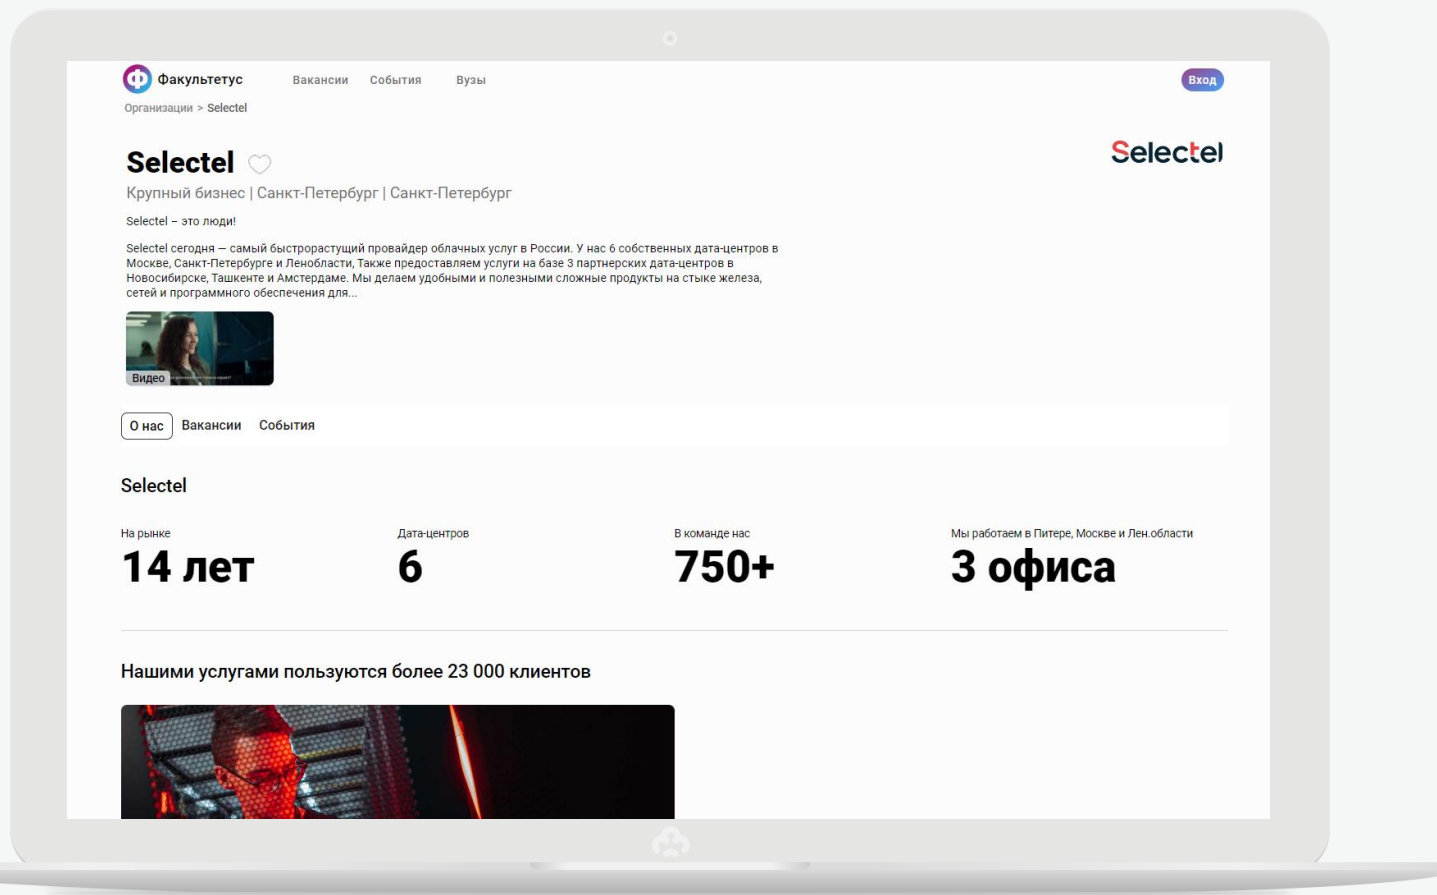 Факультетус
Вакансии События Вузы
Вход
Организации > Selectel
Selectel
Selectel
Крупный бизнес | Санкт-Петербург | Санкт-Петербург
Selectel – это люди!
Selectel сегодня — самый быстрорастущий провайдер облачных услуг в России. У нас 6 собственных дата-центров в
Москве, Санкт-Петербурге и Ленобласти, Также предоставляем услуги на базе 3 партнерских дата-центров в
Новосибирске, Ташкенте и Амстердаме. Мы делаем удобными и полезными сложные продукты на стыке железа,
сетей и программного обеспечения для...
Видео
О нас Вакансии События
Selectel
На рынке
14 лет
Дата-центров
6
В команде нас
750+
Мы работаем в Питере, Москве и Лен.области
3 офиса
Нашими услугами пользуются более 23 000 клиентов